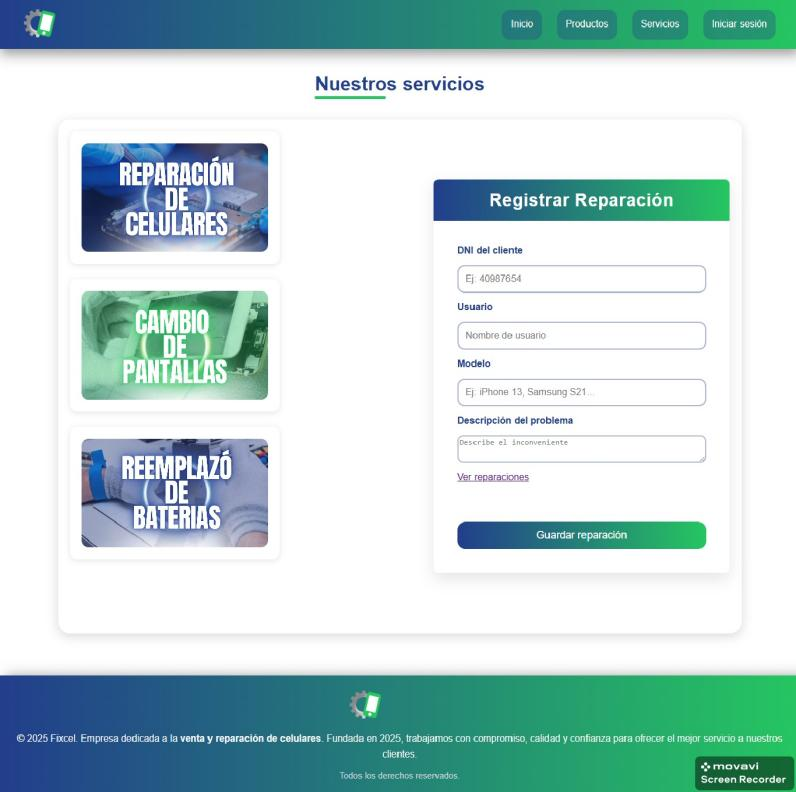 Inicio
Productos
Servicios
Iniciar sesión
Nuestros servicios
REPARACIÓN
DE
CELULARES
CAMBIO
DE
PANTALLAS
REEMPLAZÓ
DE
BATERIAS
Registrar Reparación
DNI del cliente
Ej: 40987654
Usuario
Nombre de usuario
Modelo
Ej: iPhone 13, Samsung S21...
Descripción del problema
Describe el inconveniente
Ver reparaciones
Guardar reparación
© 2025 Fixcel. Empresa dedicada a la venta y reparación de celulares. Fundada en 2025, trabajamos con compromiso, calidad y confianza para ofrecer el mejor servicio a nuestros
clientes.
Todos los derechos reservados.
movavi
Screen Recorder